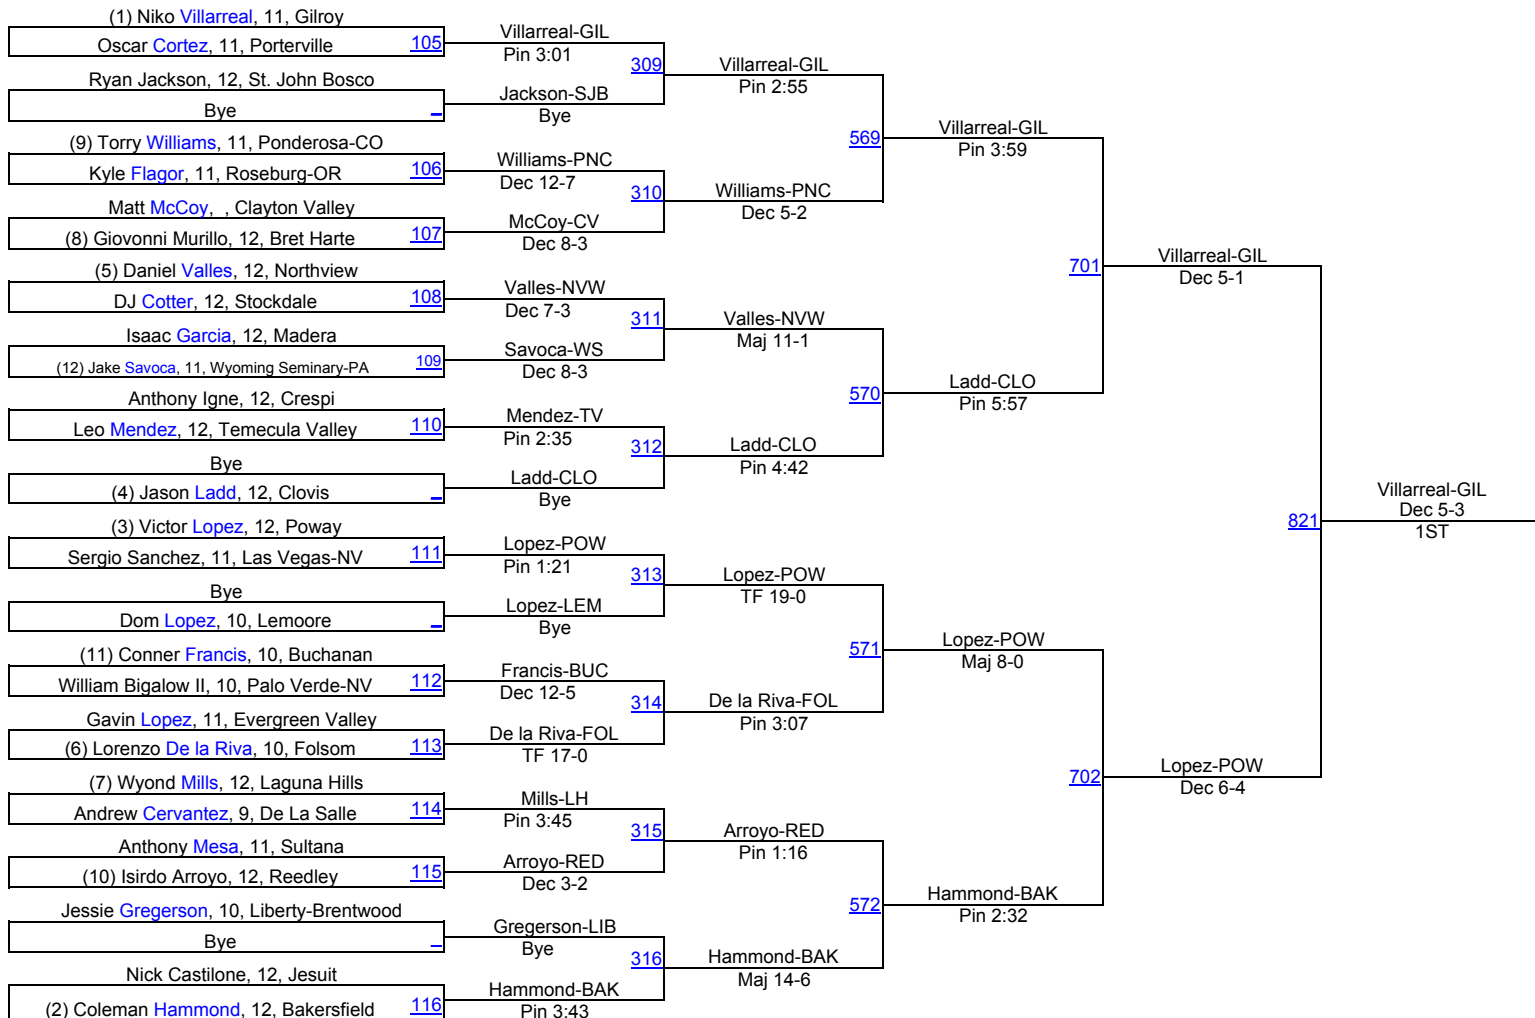 (1) Niko Villarreal, 11, Gilroy
Oscar Cortez, 11, Porterville 105
Ryan Jackson, 12, St. John Bosco
Bye _
(9) Torry Williams, 11, Ponderosa-CO
Kyle Flagor, 11, Roseburg-OR 106
Matt McCoy, , Clayton Valley
(8) Giovonni Murillo, 12, Bret Harte 107
(5) Daniel Valles, 12, Northview
DJ Cotter, 12, Stockdale 108
Isaac Garcia, 12, Madera
(12) Jake Savoca, 11, Wyoming Seminary-PA 109
Anthony Igne, 12, Crespi
Leo Mendez, 12, Temecula Valley 110
Bye
(4) Jason Ladd, 12, Clovis _
(3) Victor Lopez, 12, Poway
Sergio Sanchez, 11, Las Vegas-NV 111
Bye
Dom Lopez, 10, Lemoore _
(11) Conner Francis, 10, Buchanan
William Bigalow II, 10, Palo Verde-NV 112
Gavin Lopez, 11, Evergreen Valley
(6) Lorenzo De la Riva, 10, Folsom 113
(7) Wyond Mills, 12, Laguna Hills
Andrew Cervantez, 9, De La Salle 114
Anthony Mesa, 11, Sultana
(10) Isirdo Arroyo, 12, Reedley 115
Jessie Gregerson, 10, Liberty-Brentwood
Bye _
Nick Castilone, 12, Jesuit
(2) Coleman Hammond, 12, Bakersfield 116
Villarreal-GIL
Pin 3:01
309
Jackson-SJB
Bye
Williams-PNC
Dec 12-7
310
McCoy-CV
Dec 8-3
Valles-NVW
Dec 7-3
311
Savoca-WS
Dec 8-3
Mendez-TV
Pin 2:35
312
Ladd-CLO
Bye
Lopez-POW
Pin 1:21
313
Lopez-LEM
Bye
Francis-BUC
Dec 12-5
314
De la Riva-FOL
TF 17-0
Mills-LH
Pin 3:45
315
Arroyo-RED
Dec 3-2
Gregerson-LIB
Bye
316
Hammond-BAK
Pin 3:43
Villarreal-GIL
Pin 2:55
569
Williams-PNC
Dec 5-2
Valles-NVW
Maj 11-1
570
Ladd-CLO
Pin 4:42
Lopez-POW
TF 19-0
571
De la Riva-FOL
Pin 3:07
Arroyo-RED
Pin 1:16
572
Hammond-BAK
Maj 14-6
Villarreal-GIL
Pin 3:59
701
Ladd-CLO
Pin 5:57
Lopez-POW
Maj 8-0
702
Hammond-BAK
Pin 2:32
Villarreal-GIL
Dec 5-1
821
Lopez-POW
Dec 6-4
Villarreal-GIL
Dec 5-3
1ST